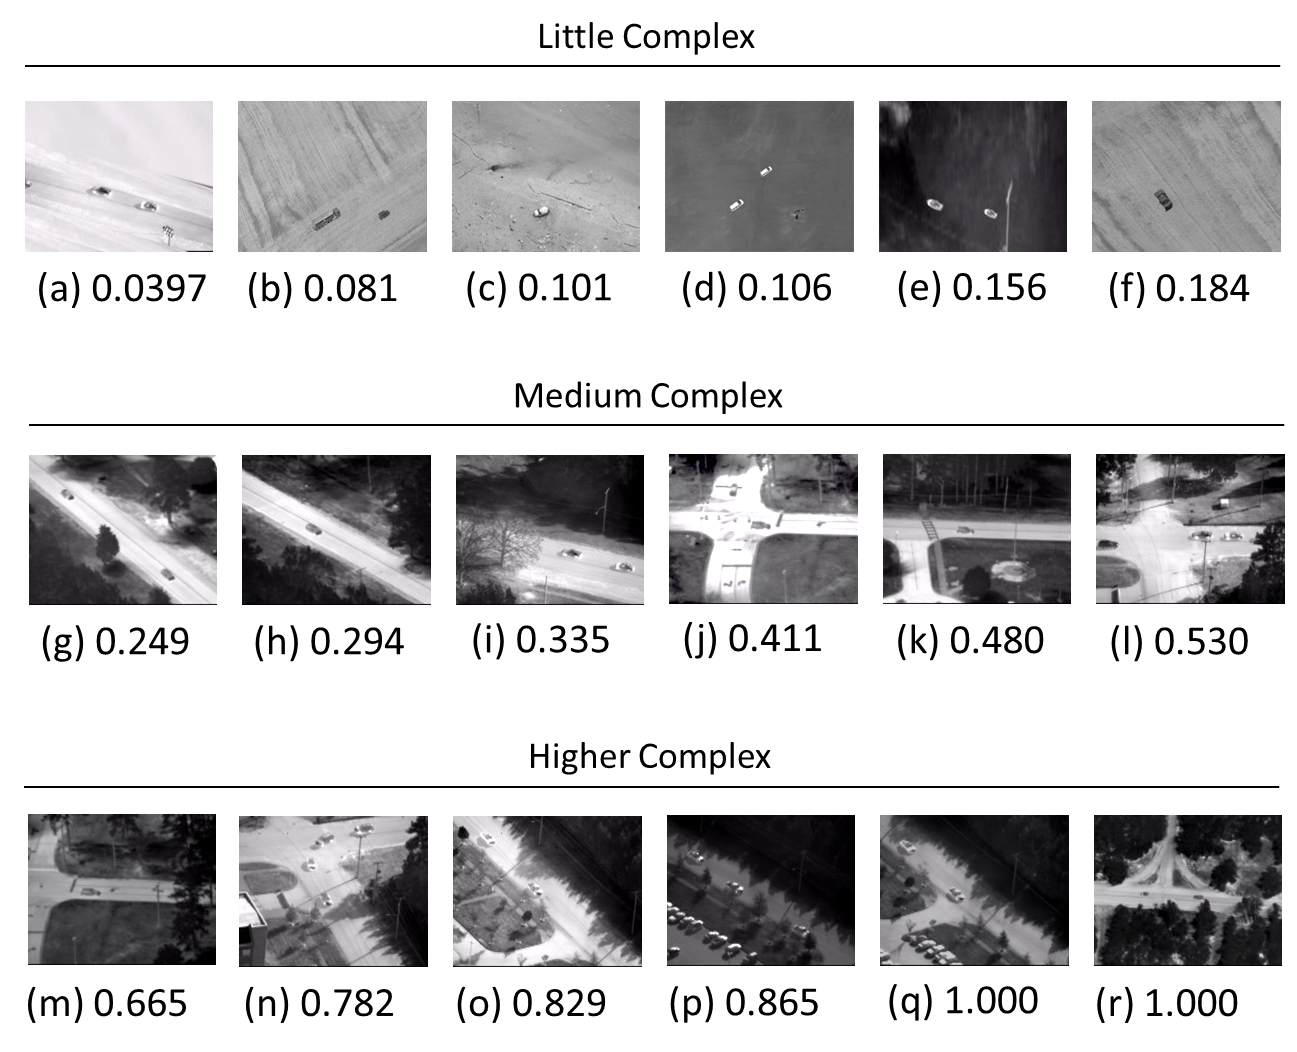 Little Complex
(a) 0.0397 (b) 0.081 (c) 0.101 (d) 0.106 (e) 0.156 (f) 0.184
Medium Complex
(g) 0.249 (h) 0.294 (i) 0.335 (j) 0.411 (k) 0.480 (l) 0.530
Higher Complex
(m) 0.665 (n) 0.782 (o) 0.829 (p) 0.865 (q) 1.000 (r) 1.000